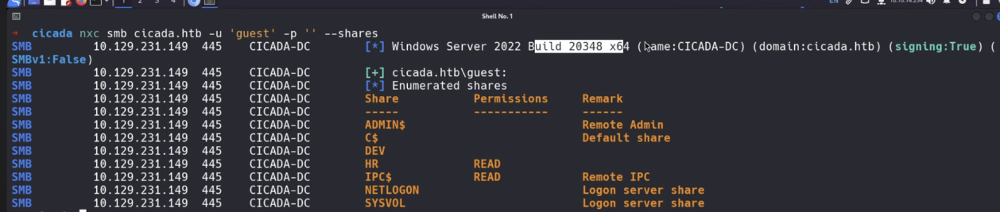 1 2 3 4 EN
Shell No. 1
cicada nxc smb cicada.htb -u 'guest' -p '' --shares
SMB 10.129.231.149 445 CICADA-DC [*] Windows Server 2022 Build 20348 x64 (name:CICADA-DC) (domain:cicada.htb) (signing:True) (
SMBv1:False)
SMB 10.129.231.149 445 CICADA-DC [+] cicada.htb\guest:
SMB 10.129.231.149 445 CICADA-DC [*] Enumerated shares
SMB 10.129.231.149 445 CICADA-DC Share Permissions Remark
SMB 10.129.231.149 445 CICADA-DC ----- ----------- ------
SMB 10.129.231.149 445 CICADA-DC ADMIN$ Remote Admin
SMB 10.129.231.149 445 CICADA-DC C$ Default share
SMB 10.129.231.149 445 CICADA-DC DEV
SMB 10.129.231.149 445 CICADA-DC HR READ
SMB 10.129.231.149 445 CICADA-DC IPC$ READ Remote IPC
SMB 10.129.231.149 445 CICADA-DC NETLOGON Logon server share
SMB 10.129.231.149 445 CICADA-DC SYSVOL Logon server share